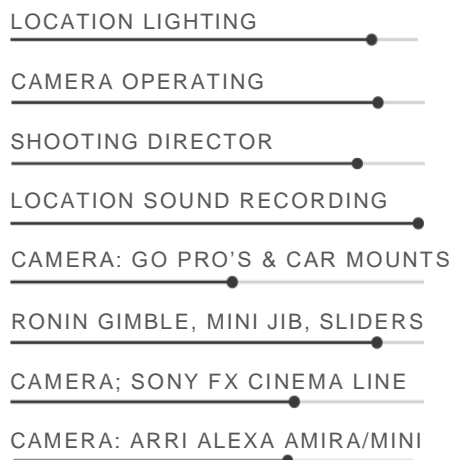 LOCATION LIGHTING
CAMERA OPERATING
SHOOTING DIRECTOR
LOCATION SOUND RECORDING
CAMERA: GO PRO’S & CAR MOUNTS
RONIN GIMBLE, MINI JIB, SLIDERS
CAMERA; SONY FX CINEMA LINE
CAMERA: ARRI ALEXA AMIRA/MINI